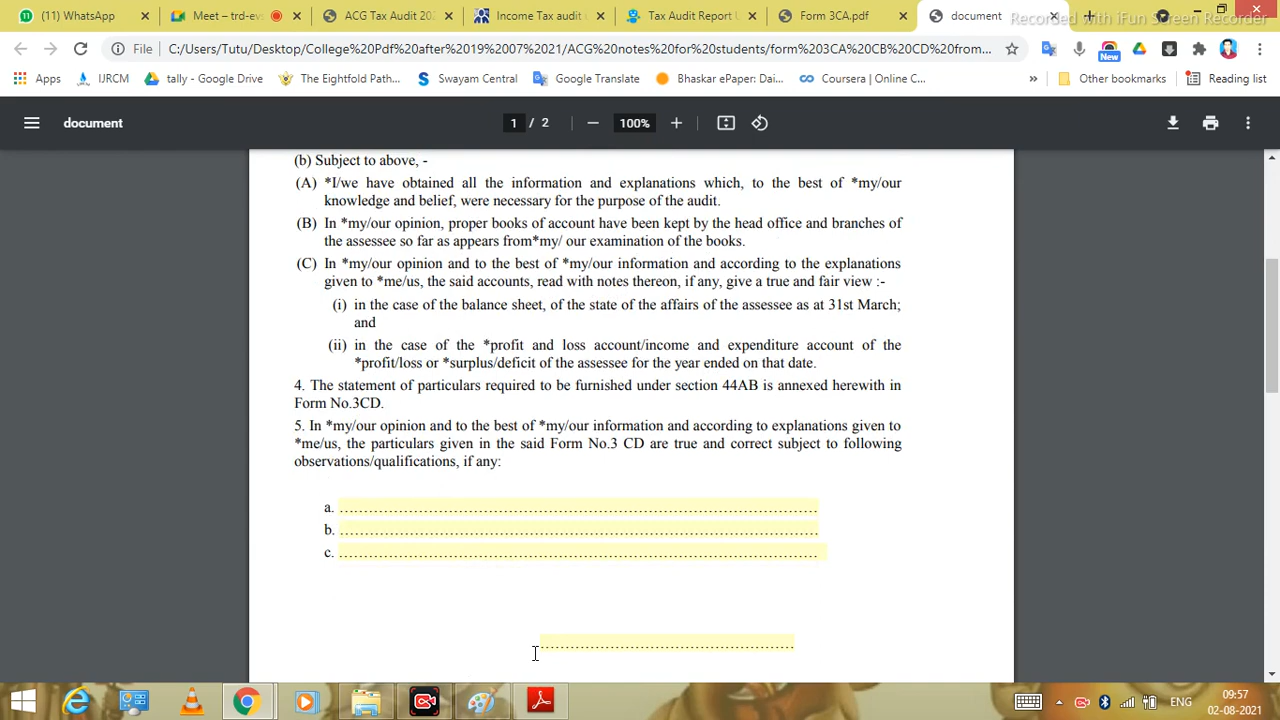 (11) WhatsApp
Meet – trd-evs
ACG Tax Audit 202
Income Tax audit u
Tax Audit Report U
Form 3CA.pdf
document
Recorded with iFun Screen Recorder
File
C:/Users/Tutu/Desktop/College%20Pdf%20after%2019%2007%2021/ACG%20notes%20for%20students/form%203CA%20CB%20CD%20from...
New
Apps
IJRCM
tally - Google Drive
The Eightfold Path...
Swayam Central
Google Translate
Bhaskar_Paper: Dai...
Coursera | Online C...
»
Other bookmarks
Reading list
document
1 / 2
100%
(b) Subject to above, -
(A) *I/we have obtained all the information and explanations which, to the best of *my/our
knowledge and belief, were necessary for the purpose of the audit.
(B) In *my/our opinion, proper books of account have been kept by the head office and branches of
the assessee so far as appears from*my/ our examination of the books.
(C) In *my/our opinion and to the best of *my/our information and according to the explanations
given to *me/us, the said accounts, read with notes thereon, if any, give a true and fair view :-
(i) in the case of the balance sheet, of the state of the affairs of the assessee as at 31st March;
and
(ii) in the case of the *profit and loss account/income and expenditure account of the
*profit/loss or *surplus/deficit of the assessee for the year ended on that date.
4. The statement of particulars required to be furnished under section 44AB is annexed herewith in
Form No.3CD.
5. In *my/our opinion and to the best of *my/our information and according to explanations given to
*me/us, the particulars given in the said Form No.3 CD are true and correct subject to following
observations/qualifications, if any:
a. ................................................................................................
b. ................................................................................................
c. ................................................................................................
...................................................
ENG
09:57
02-08-2021